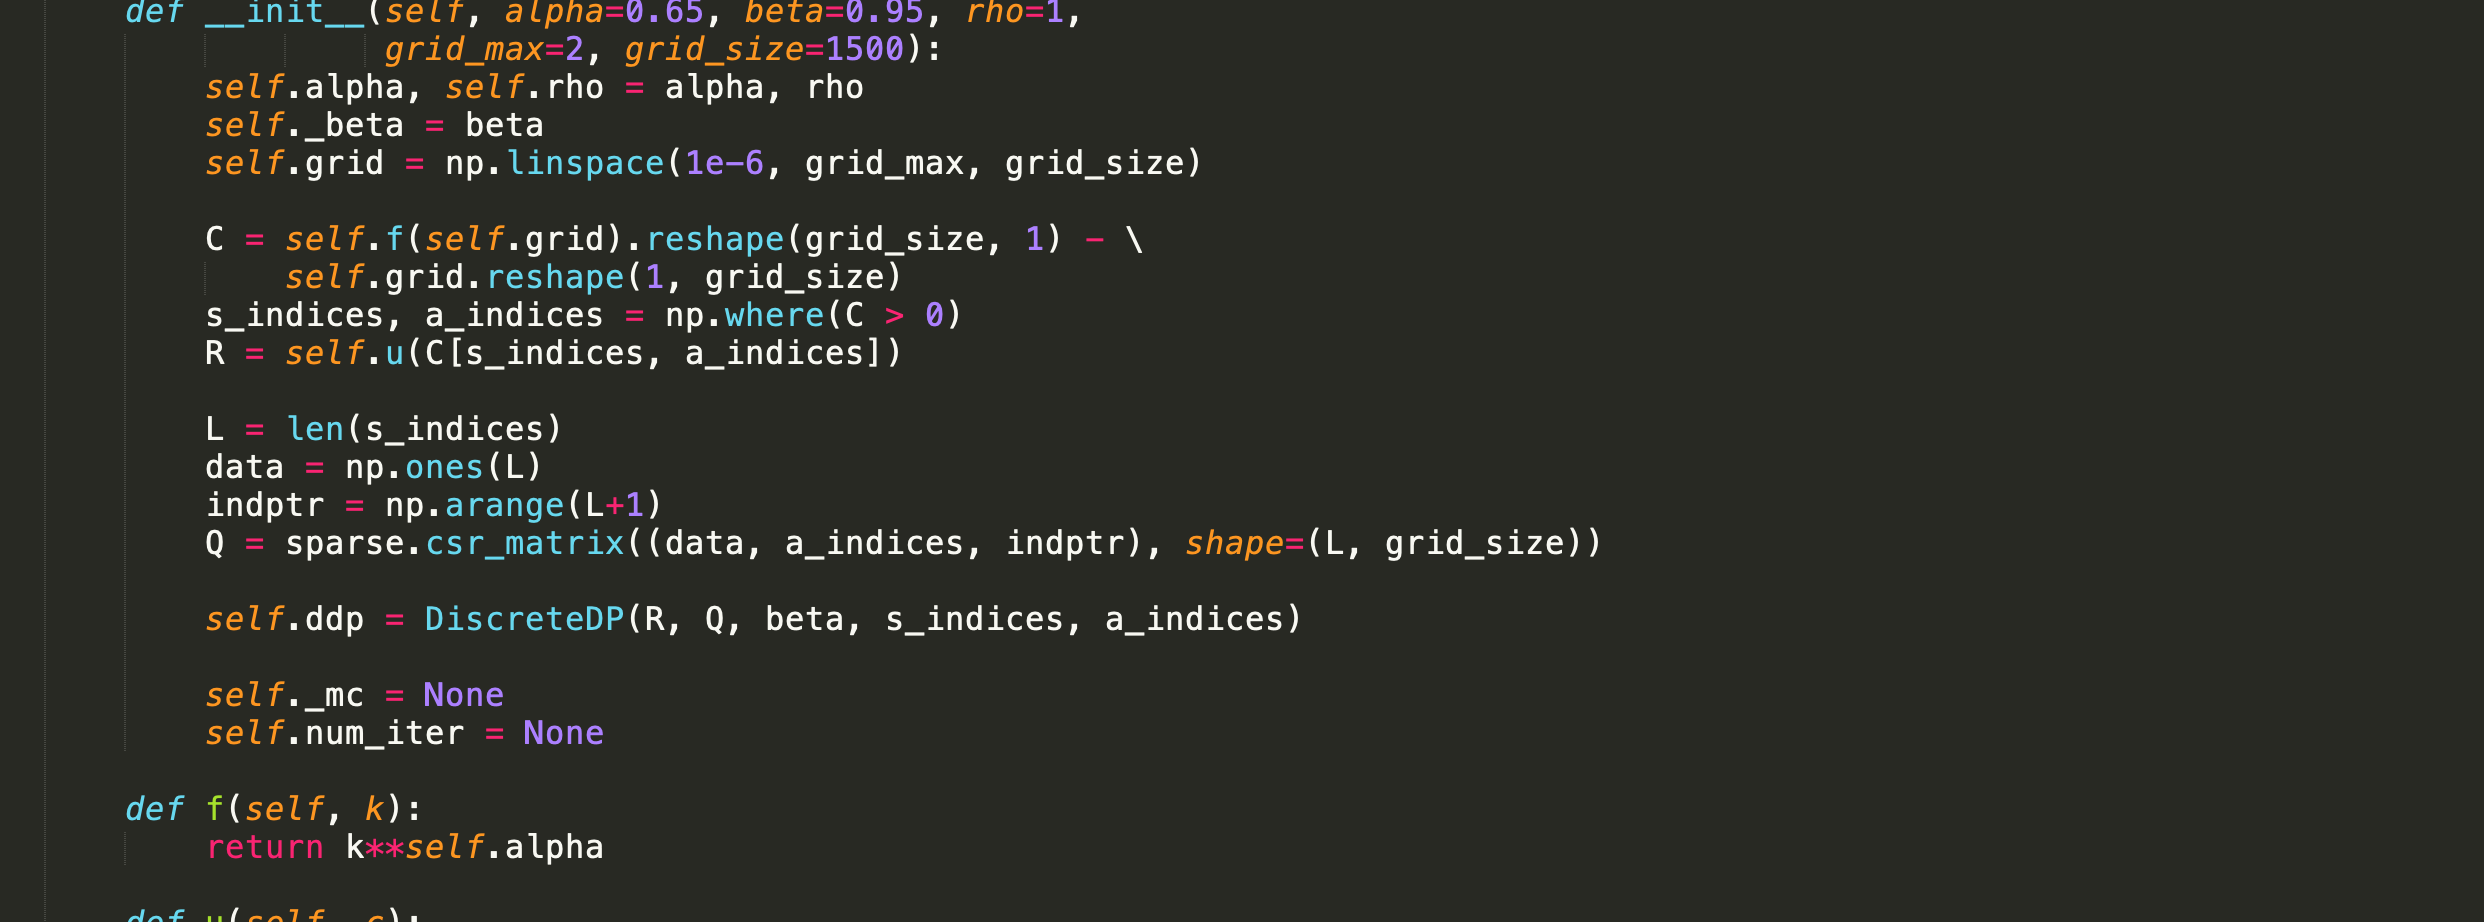 def __init__(self, alpha=0.65, beta=0.95, rho=1,
grid_max=2, grid_size=1500):
self.alpha, self.rho = alpha, rho
self._beta = beta
self.grid = np.linspace(1e-6, grid_max, grid_size)
C = self.f(self.grid).reshape(grid_size, 1) - \
self.grid.reshape(1, grid_size)
s_indices, a_indices = np.where(C > 0)
R = self.u(C[s_indices, a_indices])
L = len(s_indices)
data = np.ones(L)
indptr = np.arange(L+1)
Q = sparse.csr_matrix((data, a_indices, indptr), shape=(L, grid_size))
self.ddp = DiscreteDP(R, Q, beta, s_indices, a_indices)
self._mc = None
self.num_iter = None
def f(self, k):
return k**self.alpha
def u(self, c):